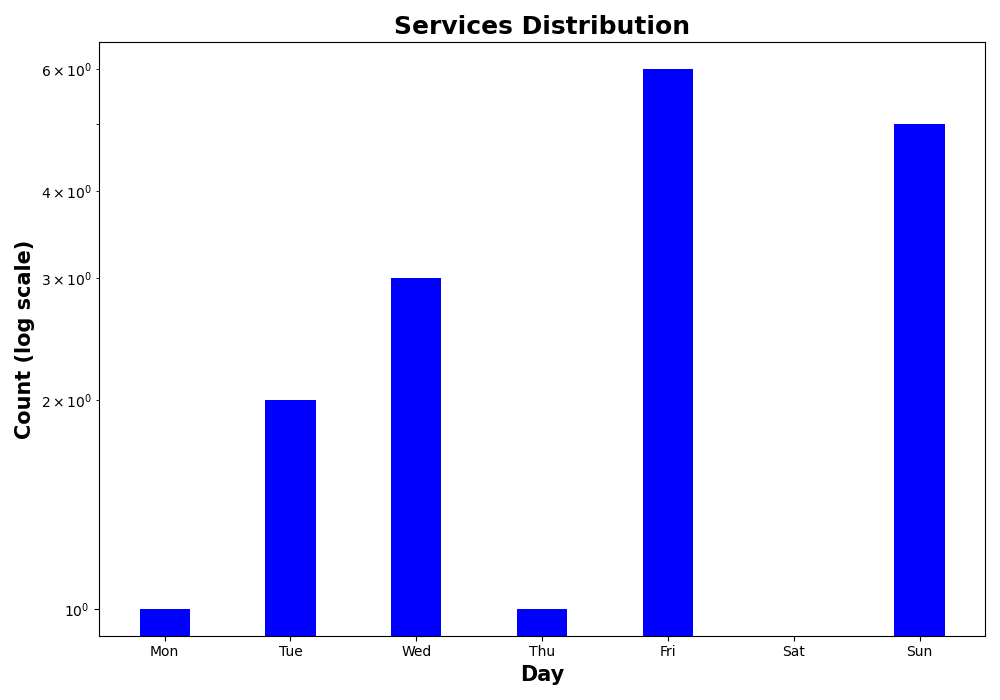 Services Distribution
6 × 10⁰
4 × 10⁰
3 × 10⁰
2 × 10⁰
10⁰
Count (log scale)
Mon Tue Wed Thu Fri Sat Sun
Day